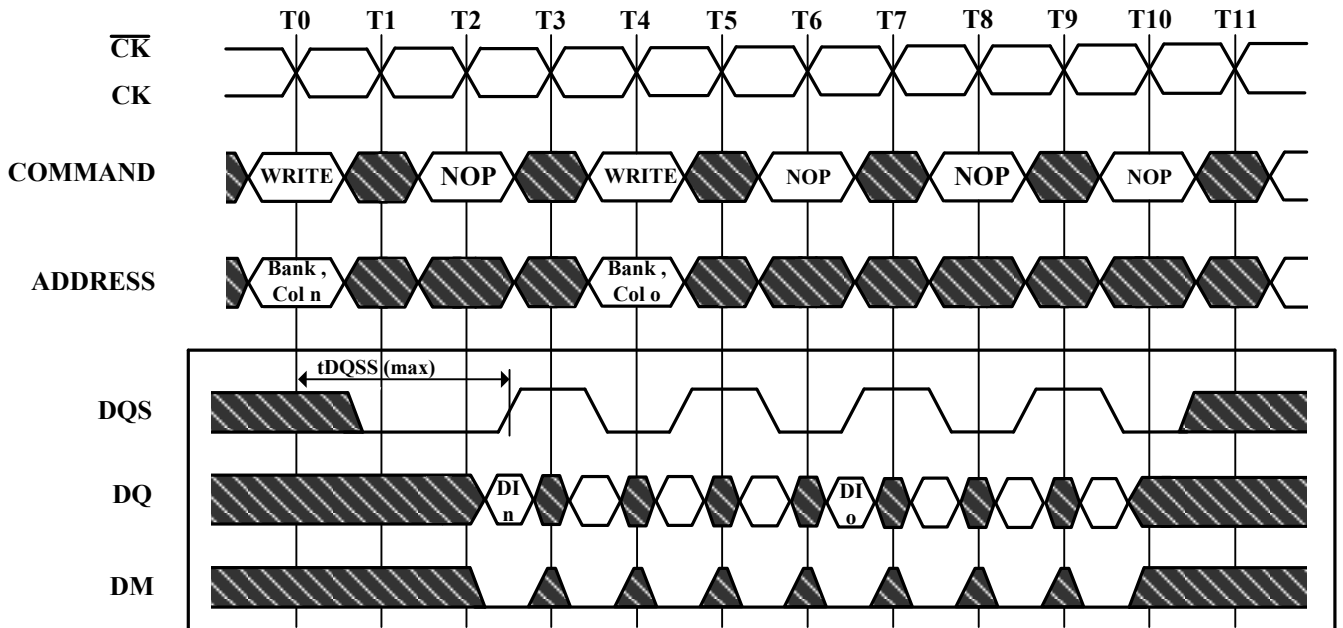 T0 T1 T2 T3 T4 T5 T6 T7 T8 T9 T10 T11
CK
CK
COMMAND WRITE NOP WRITE NOP NOP NOP
ADDRESS
Bank ,
Col n
Bank ,
Col o
tDQSS (max)
DQS
DQ
DI
n
DI
o
DM